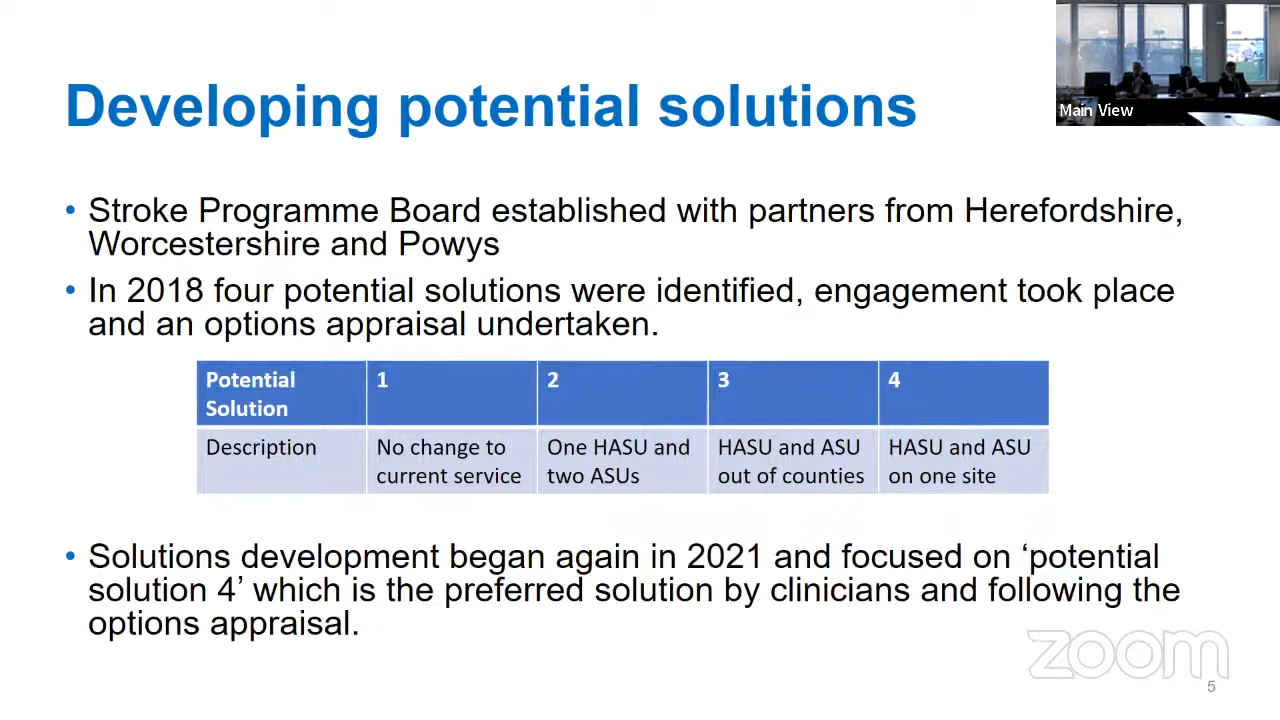 Main View
Developing potential solutions
• Stroke Programme Board established with partners from Herefordshire,
Worcestershire and Powys
• In 2018 four potential solutions were identified, engagement took place
and an options appraisal undertaken.
Potential Solution 1 2 3 4
Description No change to current service One HASU and two ASUs HASU and ASU out of counties HASU and ASU on one site
• Solutions development began again in 2021 and focused on ‘potential
solution 4’ which is the preferred solution by clinicians and following the
options appraisal.
zoom
5